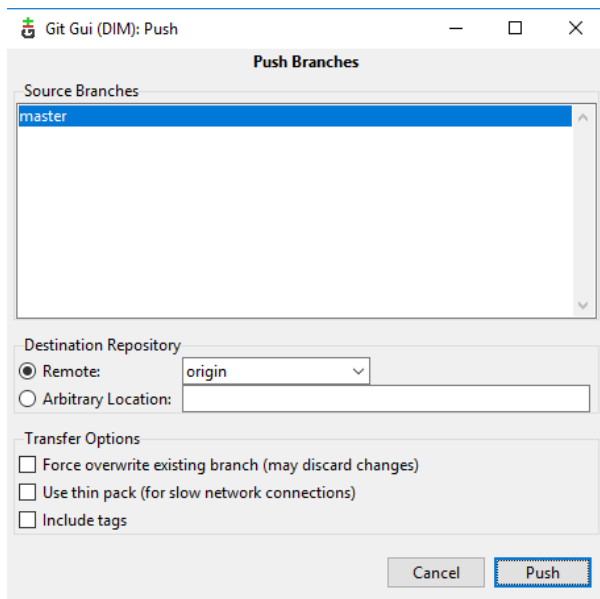 Git Gui (DIM): Push
Push Branches
Source Branches
master
Destination Repository
Remote: origin
Arbitrary Location:
Transfer Options
Force overwrite existing branch (may discard changes)
Use thin pack (for slow network connections)
Include tags
Cancel Push